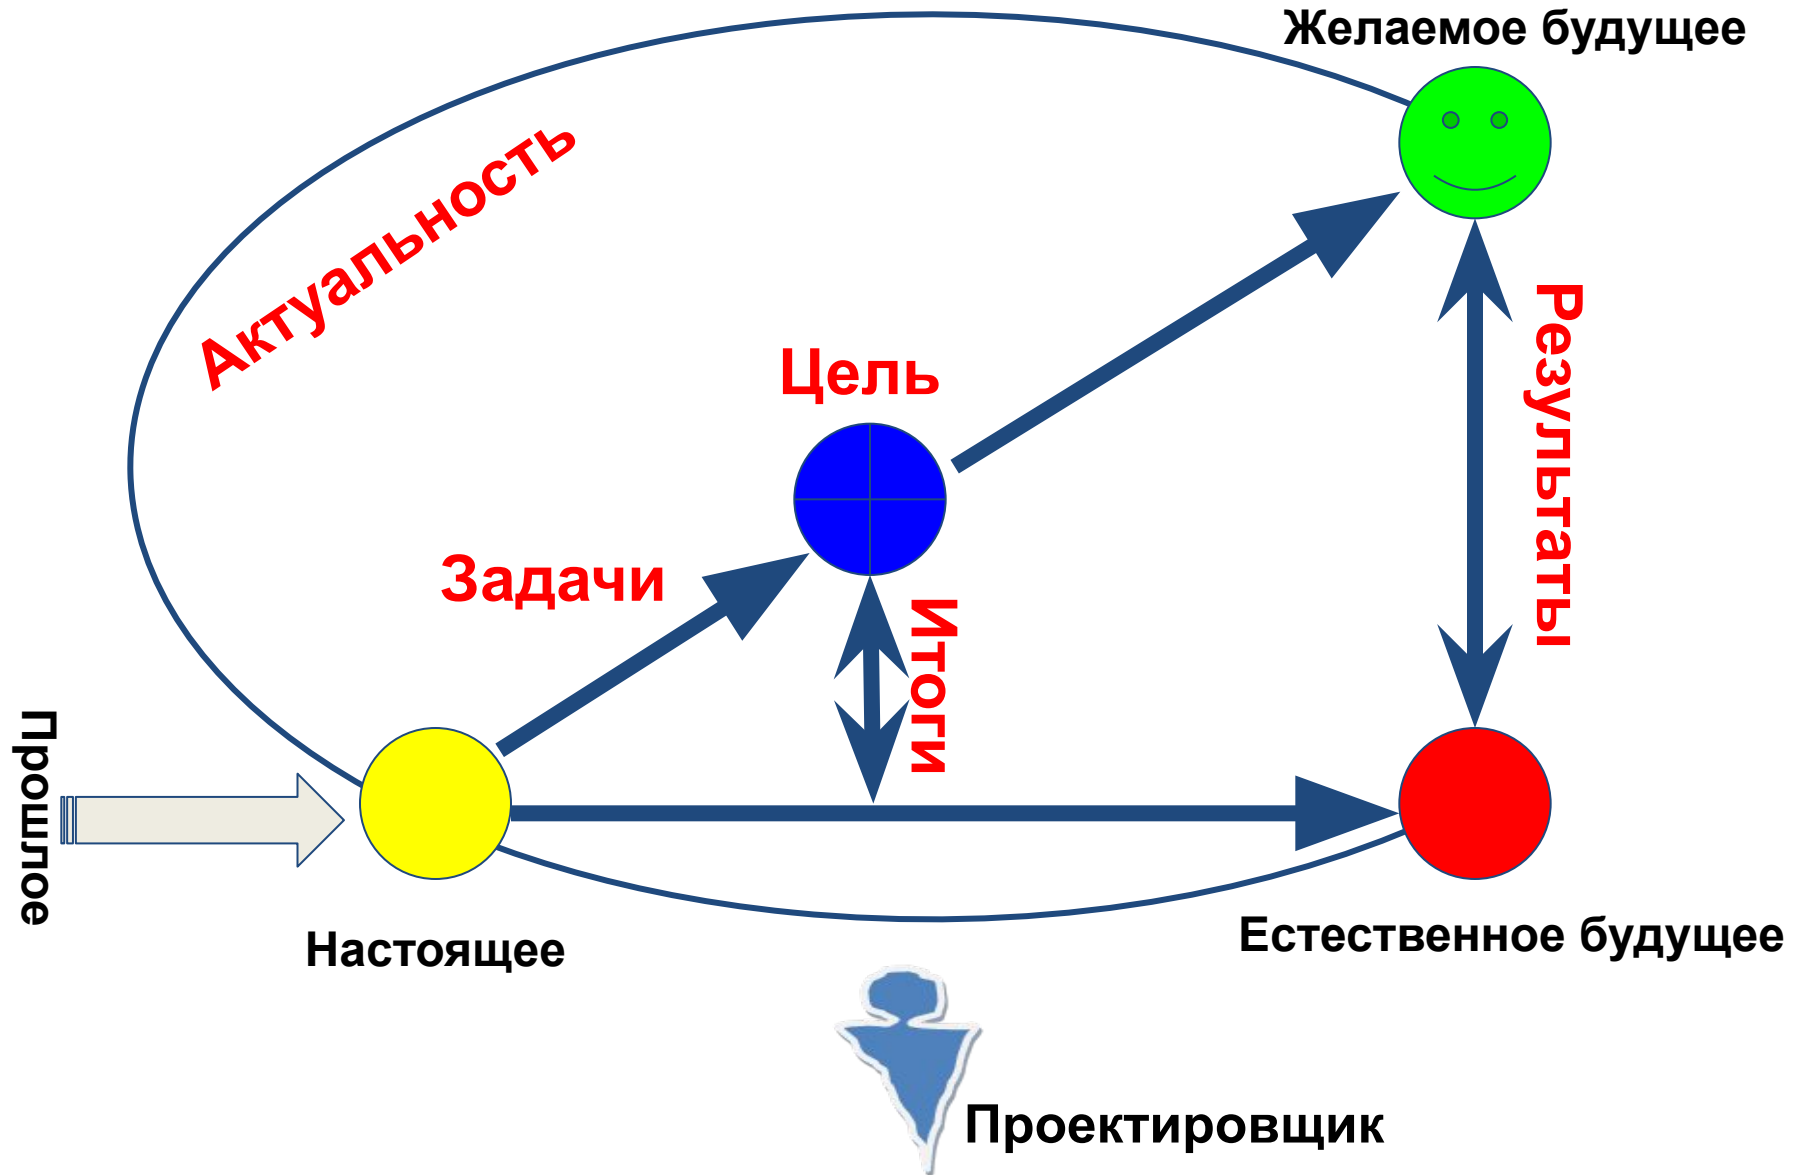 Желаемое будущее
Актуальность
Цель
Результаты
Задачи
Итоги
Прошлое
Настоящее
Естественное будущее
Проектировщик